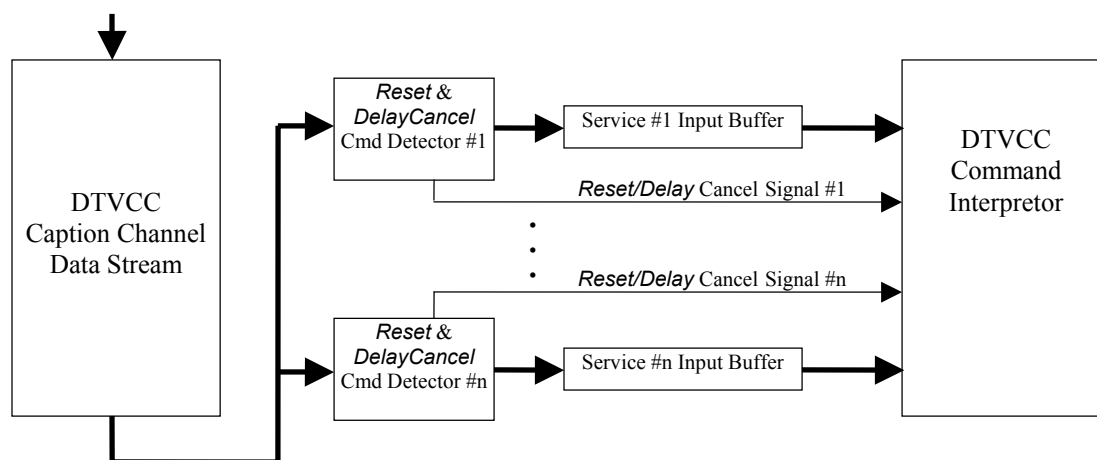 DTVCC
Caption Channel
Data Stream
Reset &
DelayCancel
Cmd Detector #1
Service #1 Input Buffer
Reset/Delay Cancel Signal #1
Reset/Delay Cancel Signal #n
Reset &
DelayCancel
Cmd Detector #n
Service #n Input Buffer
DTVCC
Command
Interpretor